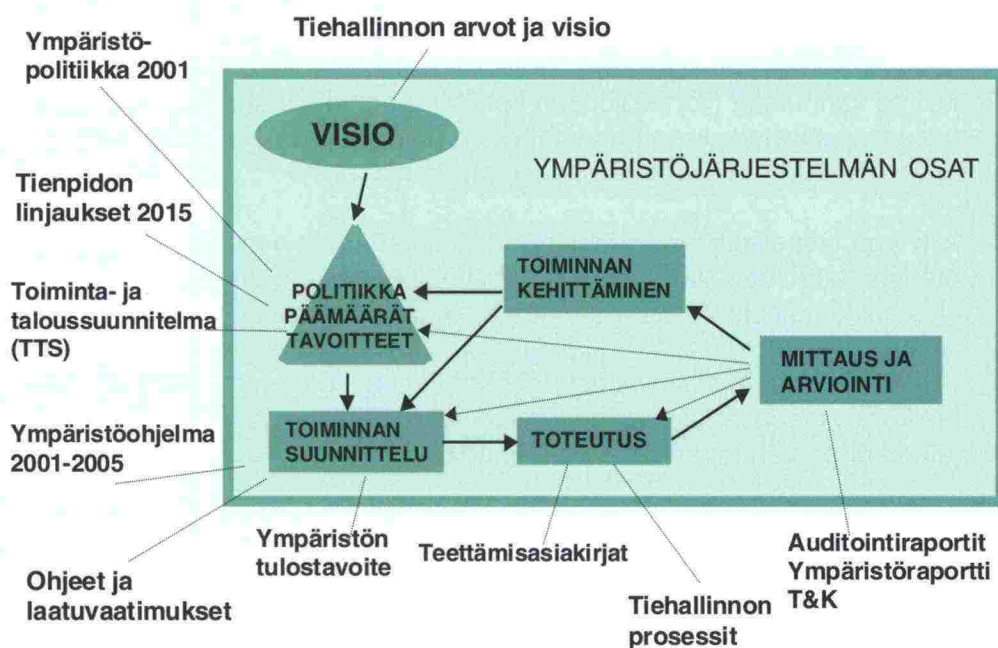 Tiehallinnon arvot ja visio
Ympäristö-
politiikka 2001
VISIO
YMPÄRISTÖJÄRJESTELMÄN OSAT
Tienpidon
linjaukset 2015
TOIMINNAN
KEHITTÄMINEN
POLITIIKKA
PÄÄMÄÄRÄT
TAVOITTEET
Toiminta- ja
taloussuunnitelma
(TTS)
MITTAUS JA
ARVIOINTI
Ympäristöohjelma
2001-2005
TOIMINNAN
SUUNNITTELU
TOTEUTUS
Ympäristön
tulostavoite
Teettämisasiakirjat
Auditointiraportit
Ympäristöraportti
T&K
Ohjeet ja
laatuvaatimukset
Tiehallinnon
prosessit